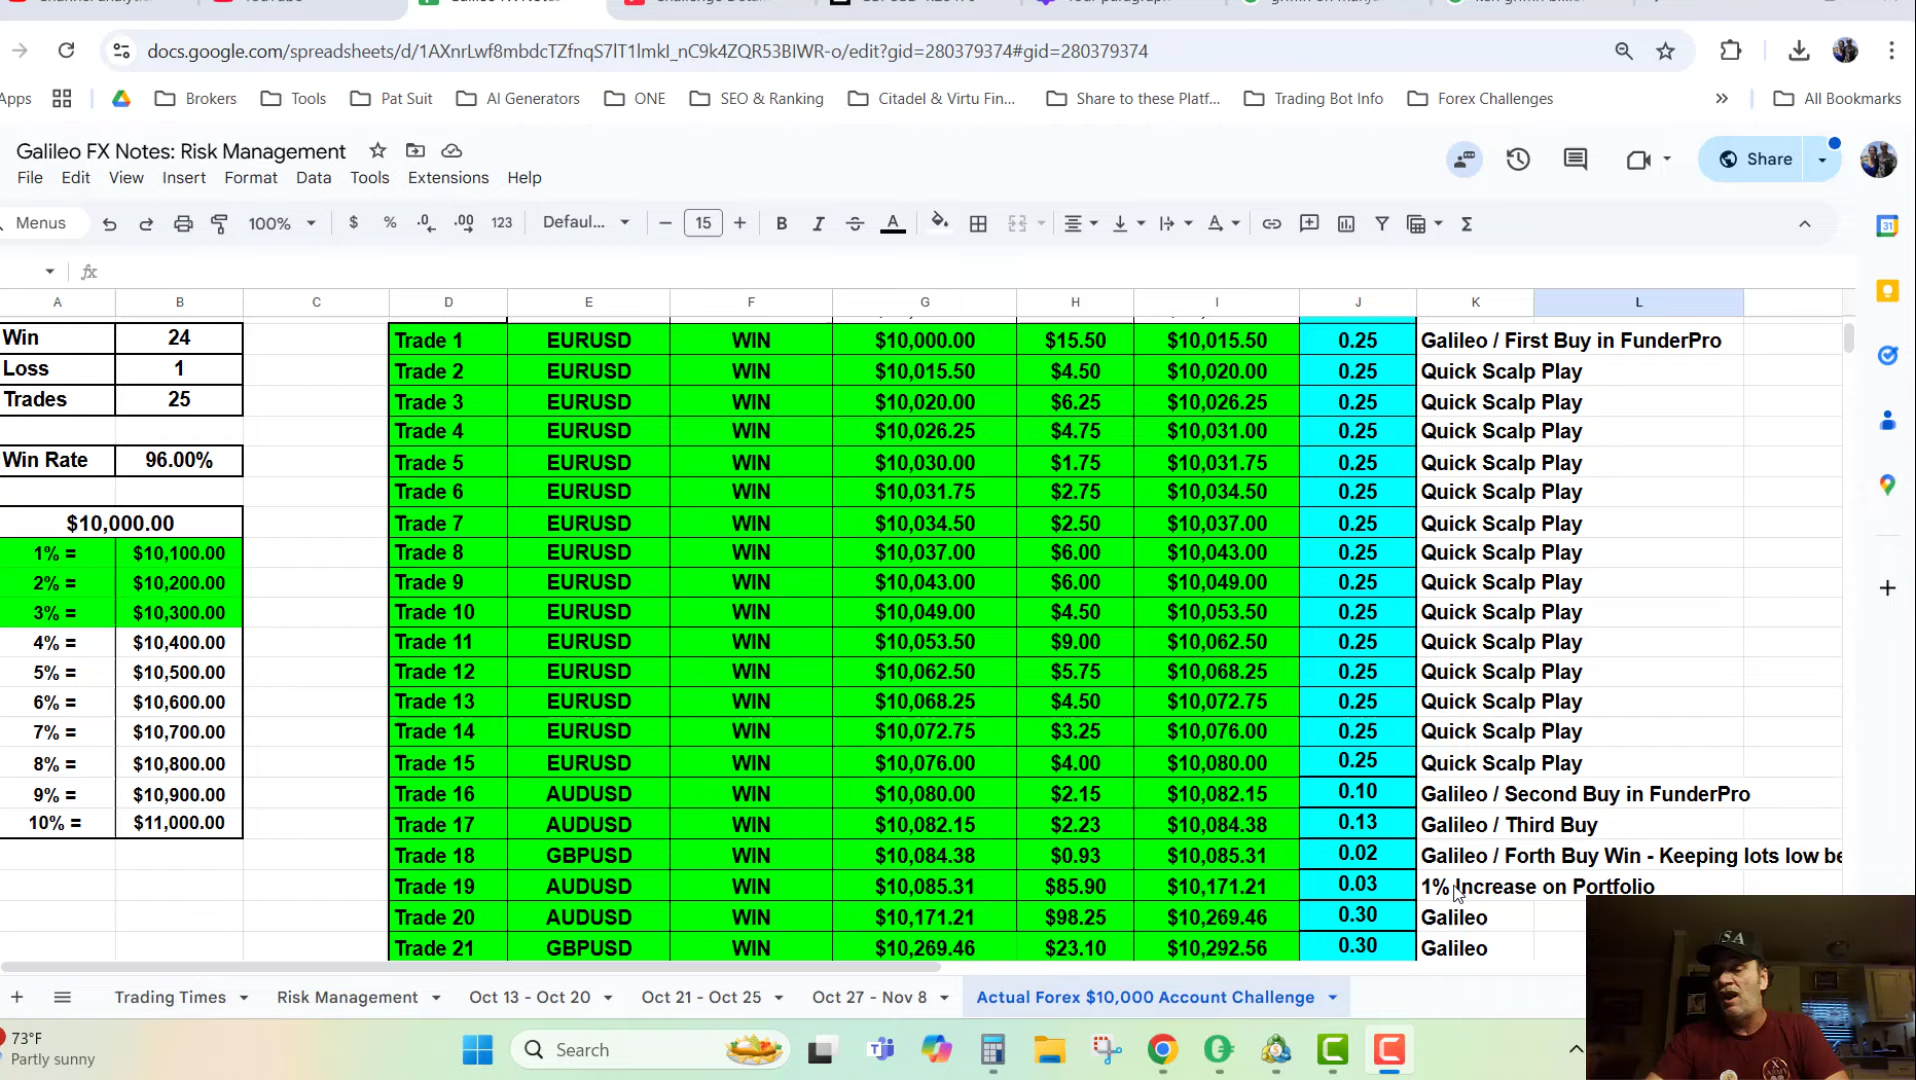 docs.google.com/spreadsheets/d/1AXnrLwf8mbdcTZfnqS7lT1lmkI_nC9k4ZQR53BIWR-o/edit?gid=280379374#gid=280379374
Apps Brokers Tools Pat Suit AI Generators ONE SEO & Ranking Citadel & Virtu Fin... Share to these Platf... Trading Bot Info Forex Challenges » All Bookmarks
Galileo FX Notes: Risk Management
Share
File Edit View Insert Format Data Tools Extensions Help
Menus 100% $ % .0 .00 123 Defaul... − 15 + B I A Σ
fx
A B C D E F G H I J K L
Win 24 Trade 1 EURUSD WIN $10,000.00 $15.50 $10,015.50 0.25 Galileo / First Buy in FunderPro
Loss 1 Trade 2 EURUSD WIN $10,015.50 $4.50 $10,020.00 0.25 Quick Scalp Play
Trades 25 Trade 3 EURUSD WIN $10,020.00 $6.25 $10,026.25 0.25 Quick Scalp Play
Trade 4 EURUSD WIN $10,026.25 $4.75 $10,031.00 0.25 Quick Scalp Play
Win Rate 96.00% Trade 5 EURUSD WIN $10,030.00 $1.75 $10,031.75 0.25 Quick Scalp Play
Trade 6 EURUSD WIN $10,031.75 $2.75 $10,034.50 0.25 Quick Scalp Play
$10,000.00 Trade 7 EURUSD WIN $10,034.50 $2.50 $10,037.00 0.25 Quick Scalp Play
1% = $10,100.00 Trade 8 EURUSD WIN $10,037.00 $6.00 $10,043.00 0.25 Quick Scalp Play
2% = $10,200.00 Trade 9 EURUSD WIN $10,043.00 $6.00 $10,049.00 0.25 Quick Scalp Play
3% = $10,300.00 Trade 10 EURUSD WIN $10,049.00 $4.50 $10,053.50 0.25 Quick Scalp Play
4% = $10,400.00 Trade 11 EURUSD WIN $10,053.50 $9.00 $10,062.50 0.25 Quick Scalp Play
5% = $10,500.00 Trade 12 EURUSD WIN $10,062.50 $5.75 $10,068.25 0.25 Quick Scalp Play
6% = $10,600.00 Trade 13 EURUSD WIN $10,068.25 $4.50 $10,072.75 0.25 Quick Scalp Play
7% = $10,700.00 Trade 14 EURUSD WIN $10,072.75 $3.25 $10,076.00 0.25 Quick Scalp Play
8% = $10,800.00 Trade 15 EURUSD WIN $10,076.00 $4.00 $10,080.00 0.25 Quick Scalp Play
9% = $10,900.00 Trade 16 AUDUSD WIN $10,080.00 $2.15 $10,082.15 0.10 Galileo / Second Buy in FunderPro
10% = $11,000.00 Trade 17 AUDUSD WIN $10,082.15 $2.23 $10,084.38 0.13 Galileo / Third Buy
Trade 18 GBPUSD WIN $10,084.38 $0.93 $10,085.31 0.02 Galileo / Forth Buy Win - Keeping lots low be
Trade 19 AUDUSD WIN $10,085.31 $85.90 $10,171.21 0.03 1% Increase on Portfolio
Trade 20 AUDUSD WIN $10,171.21 $98.25 $10,269.46 0.30 Galileo
Trade 21 GBPUSD WIN $10,269.46 $23.10 $10,292.56 0.30 Galileo
SA
+ Trading Times Risk Management Oct 13 - Oct 20 Oct 21 - Oct 25 Oct 27 - Nov 8 Actual Forex $10,000 Account Challenge
73°F
Partly sunny
Search